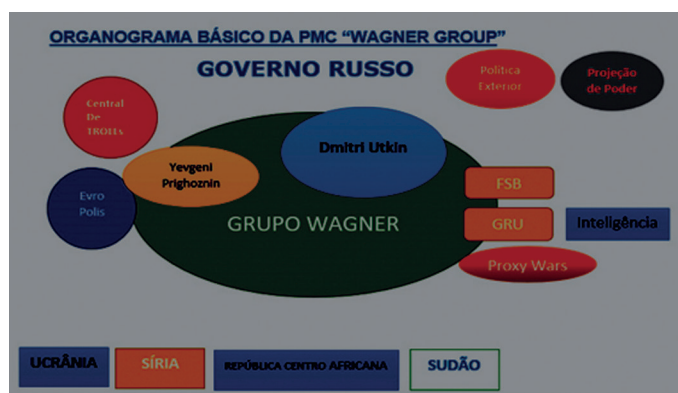 ORGANOGRAMA BÁSICO DA PMC “WAGNER GROUP”
GOVERNO RUSSO
Política
Exterior
Projeção
de Poder
Central
De
TROLLs
Dmitri Utkin
Yevgeni
Prighoznin
FSB
Evro
Polis
GRUPO WAGNER
GRU
Inteligência
Proxy Wars
UCRÂNIA
SÍRIA
REPÚBLICA CENTRO AFRICANA
SUDÃO